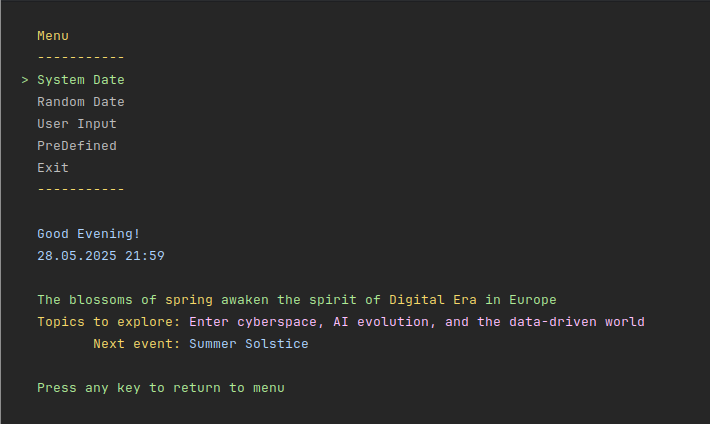 Menu
-----------
> System Date
Random Date
User Input
PreDefined
Exit
-----------
Good Evening!
28.05.2025 21:59
The blossoms of spring awaken the spirit of Digital Era in Europe
Topics to explore: Enter cyberspace, AI evolution, and the data-driven world
Next event: Summer Solstice
Press any key to return to menu